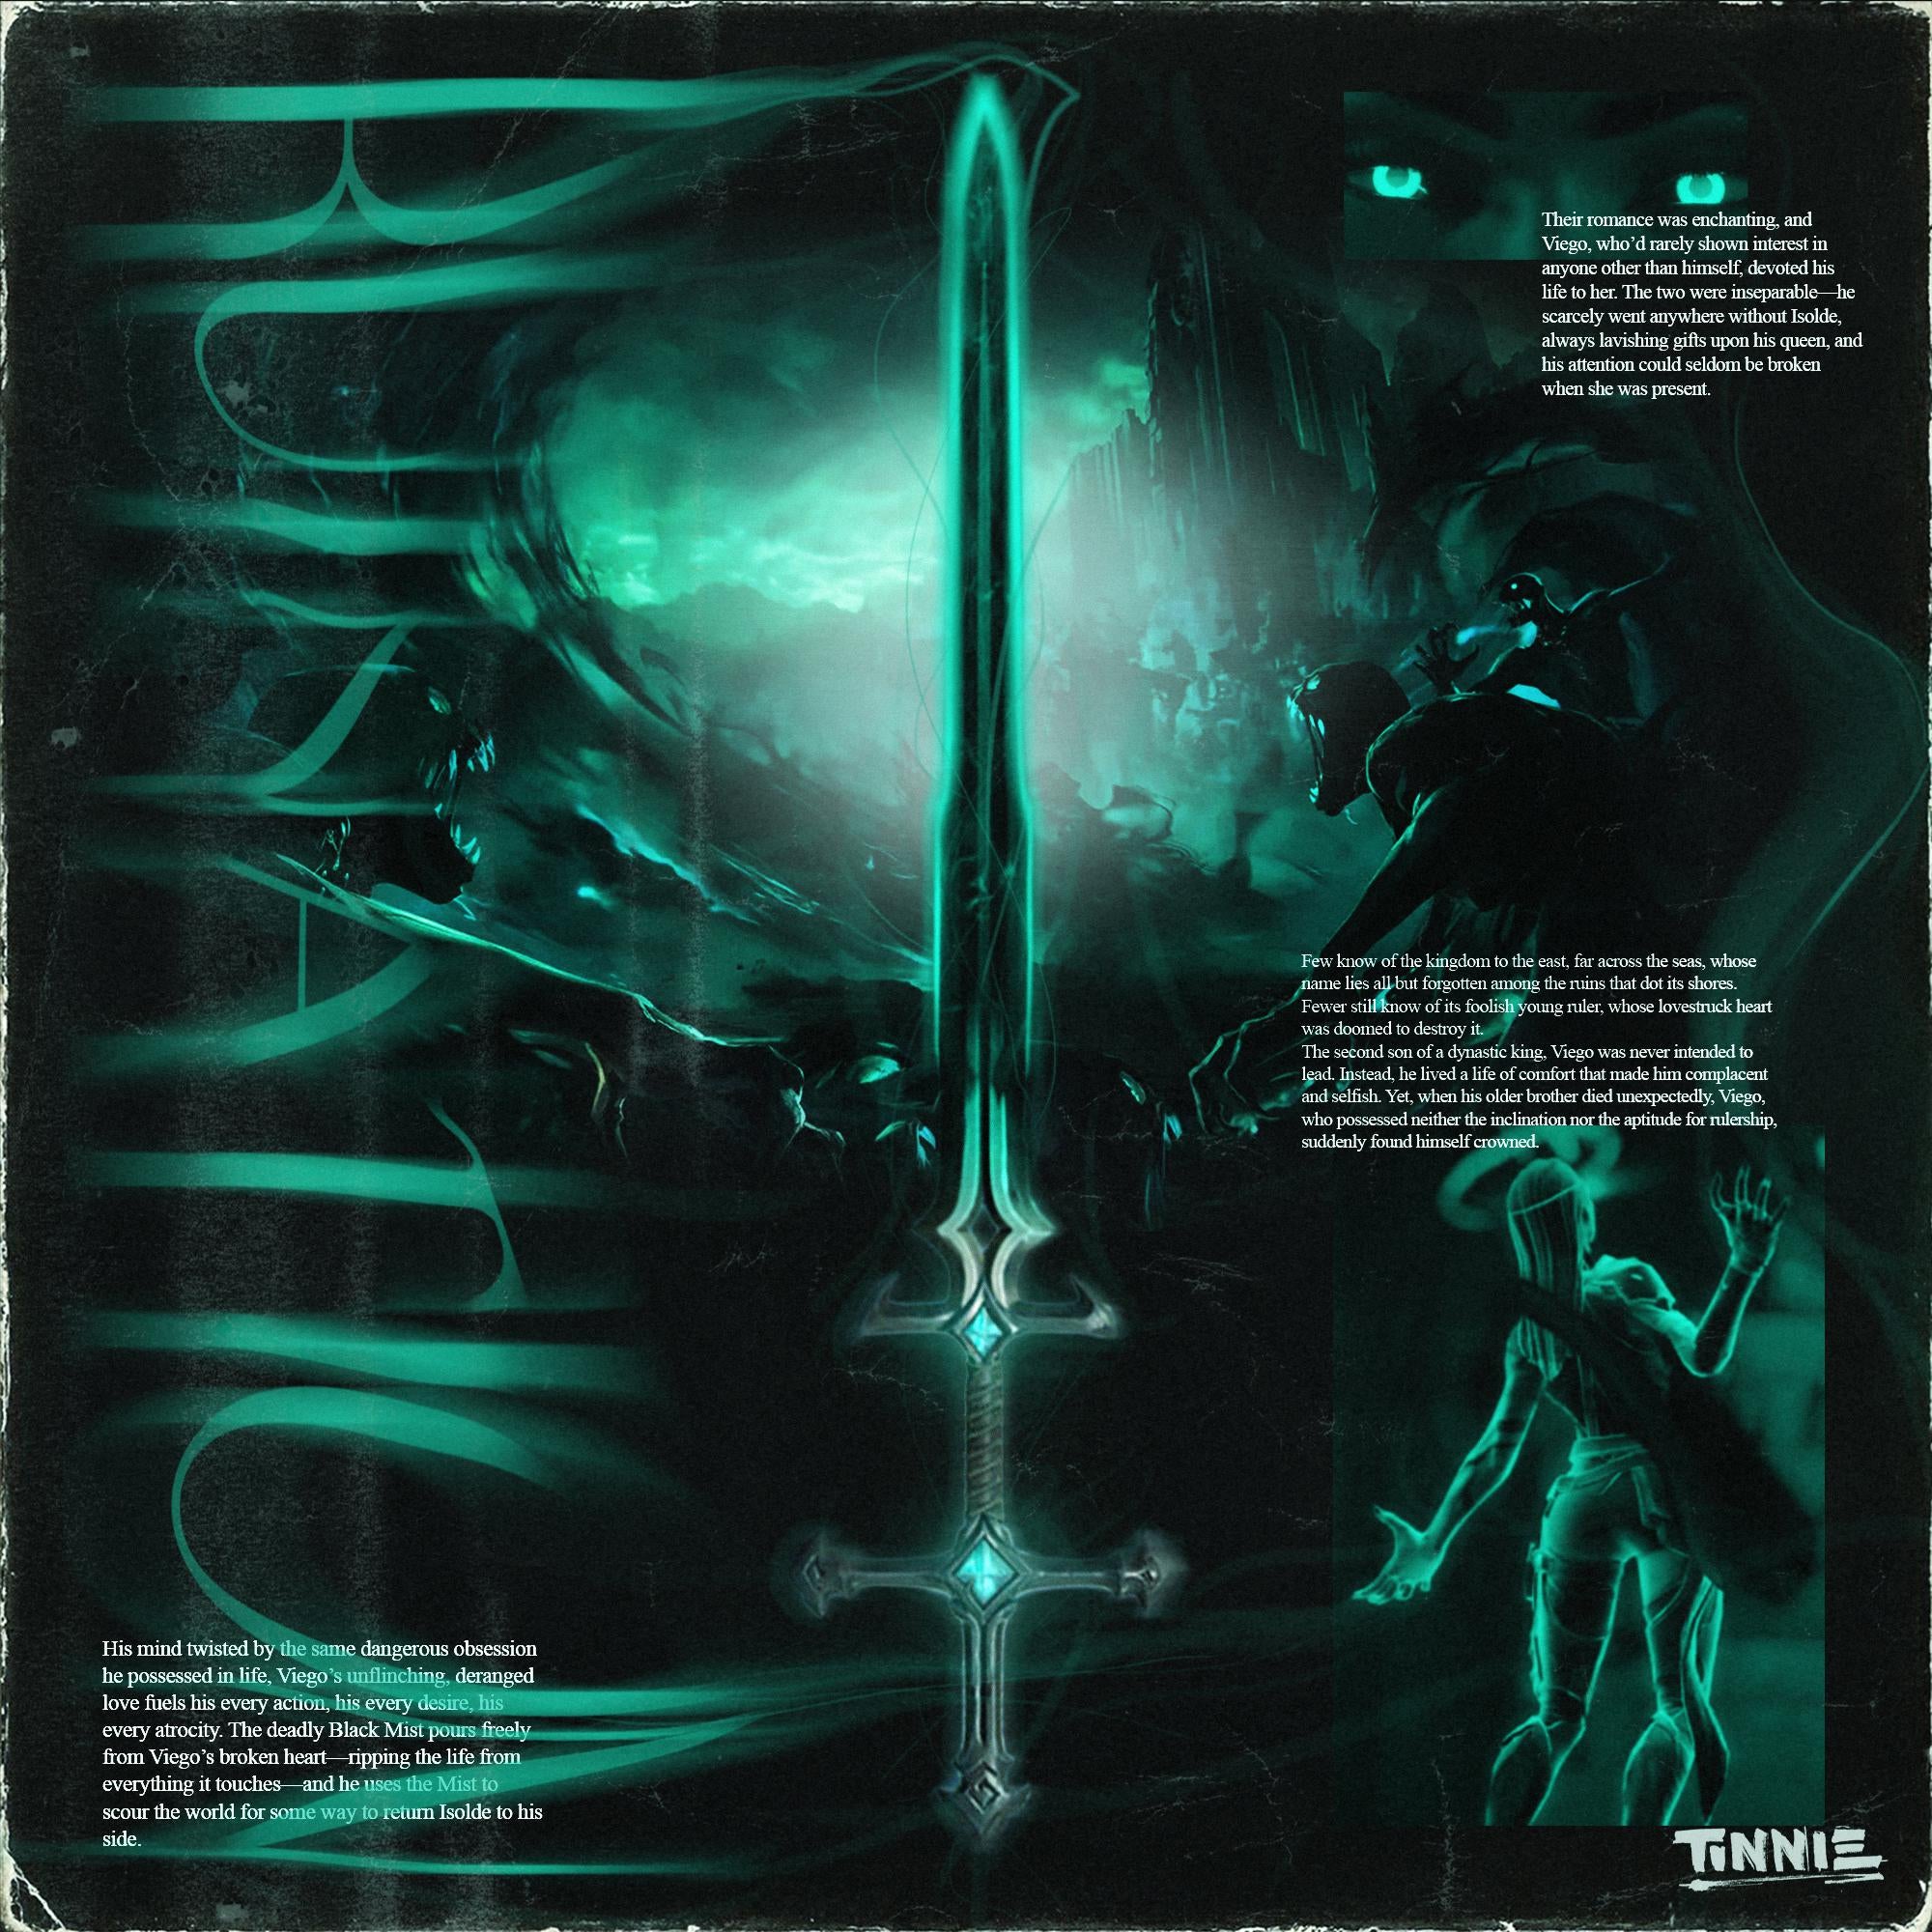 RUINATION
Their romance was enchanting, and
Viego, who’d rarely shown interest in
anyone other than himself, devoted his
life to her. The two were inseparable—he
scarcely went anywhere without Isolde,
always lavishing gifts upon his queen, and
his attention could seldom be broken
when she was present.
Few know of the kingdom to the east, far across the seas, whose
name lies all but forgotten among the ruins that dot its shores.
Fewer still know of its foolish young ruler, whose lovestruck heart
was doomed to destroy it.
The second son of a dynastic king, Viego was never intended to
lead. Instead, he lived a life of comfort that made him complacent
and selfish. Yet, when his older brother died unexpectedly, Viego,
who possessed neither the inclination nor the aptitude for rulership,
suddenly found himself crowned.
His mind twisted by the same dangerous obsession
he possessed in life, Viego’s unflinching, deranged
love fuels his every action, his every desire, his
every atrocity. The deadly Black Mist pours freely
from Viego’s broken heart—ripping the life from
everything it touches—and he uses the Mist to
scour the world for some way to return Isolde to his
side.
TiNNIE